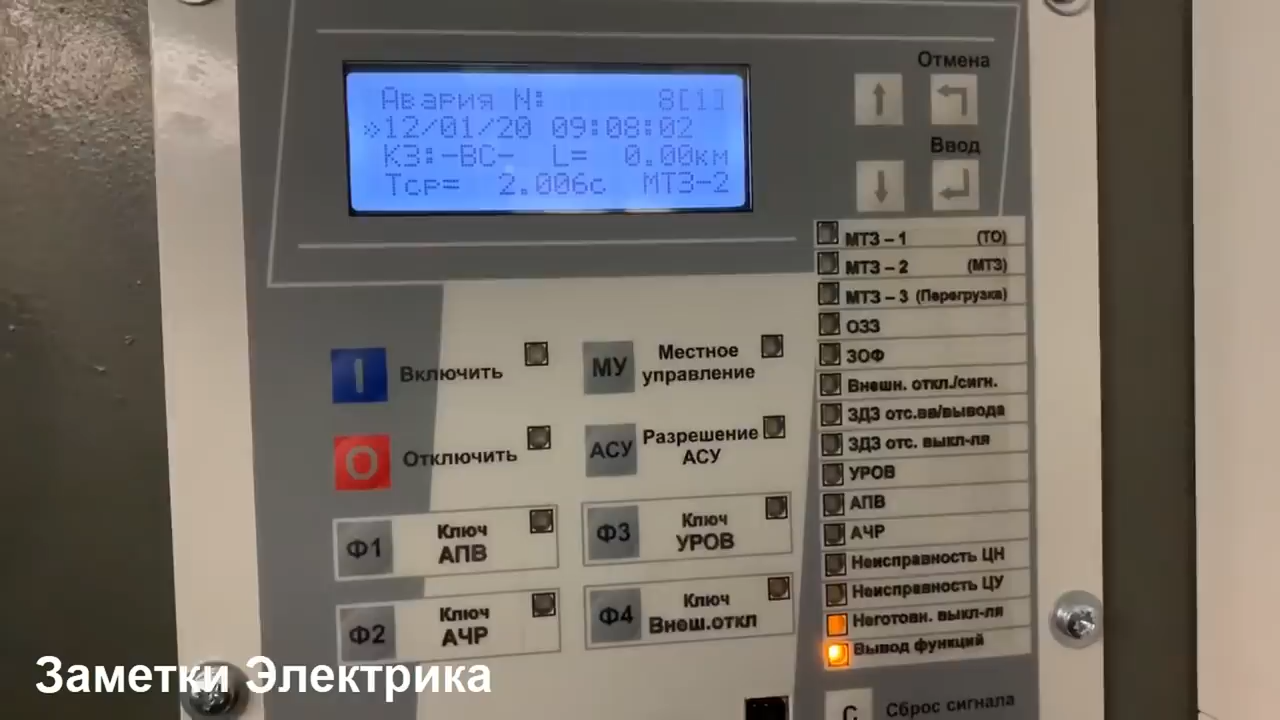 Авария N: 8[1]
»12/01/20 09:08:02
КЗ:-ВС- L= 0.00км
Тср= 2.006с МТЗ-2
Отмена
Ввод
МТЗ – 1 (ТО)
МТЗ – 2 (МТЗ)
МТЗ – 3 (Перегрузка)
ОЗЗ
ЗОФ
Внешн. откл./сигн.
ЗДЗ отс.вв/вывода
ЗДЗ отс. выкл-ля
УРОВ
АПВ
АЧР
Неисправность ЦН
Неисправность ЦУ
Неготовн. выкл-ля
Вывод функций
C Сброс сигнала
I Включить
МУ Местное
управление
O Отключить
АСУ Разрешение
АСУ
Ф1 Ключ
АПВ
Ф3 Ключ
УРОВ
Ф2 Ключ
АЧР
Ф4 Ключ
Внеш.откл
Заметки Электрика